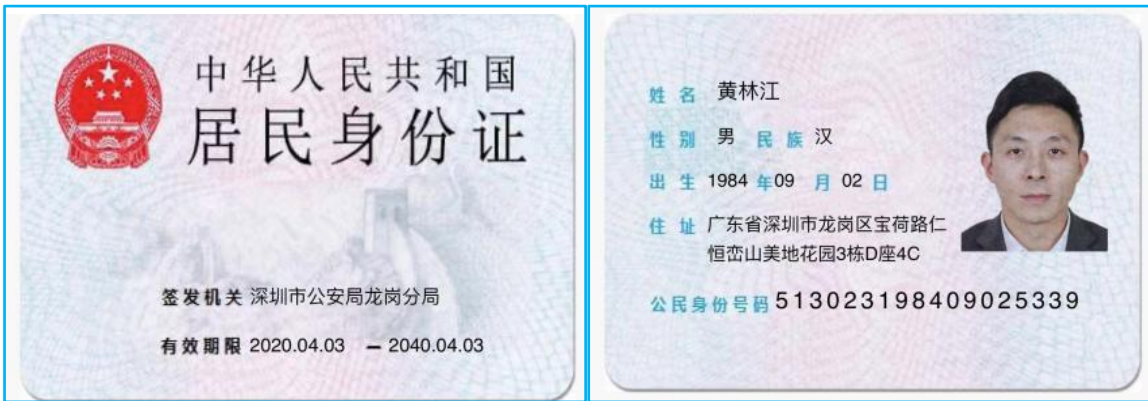 中华人民共和国
居民身份证
签发机关 深圳市公安局龙岗分局
有效期限 2020.04.03 — 2040.04.03
姓名 黄林江
性别 男 民族 汉
出生 1984 年09 月 02 日
住址 广东省深圳市龙岗区宝荷路仁
恒峦山美地花园3栋D座4C
公民身份号码 513023198409025339